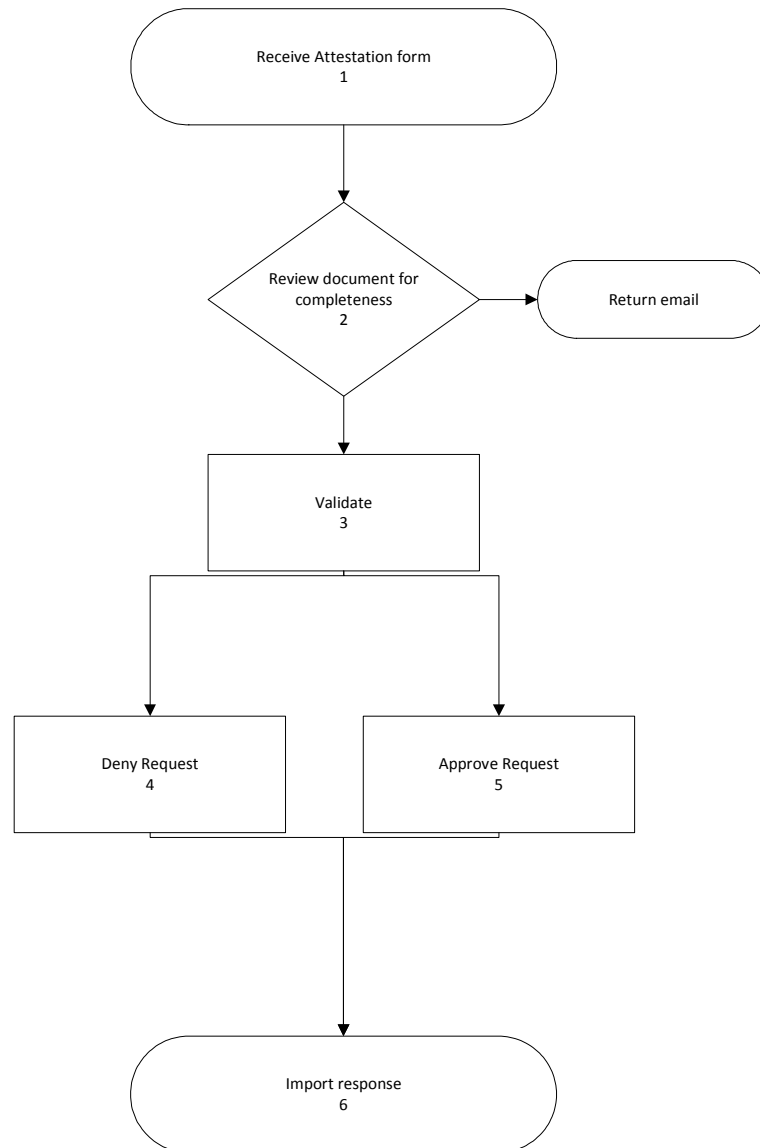 Receive Attestation form
1
Review document for
completeness
2
Return email
Validate
3
Deny Request
4
Approve Request
5
Import response
6